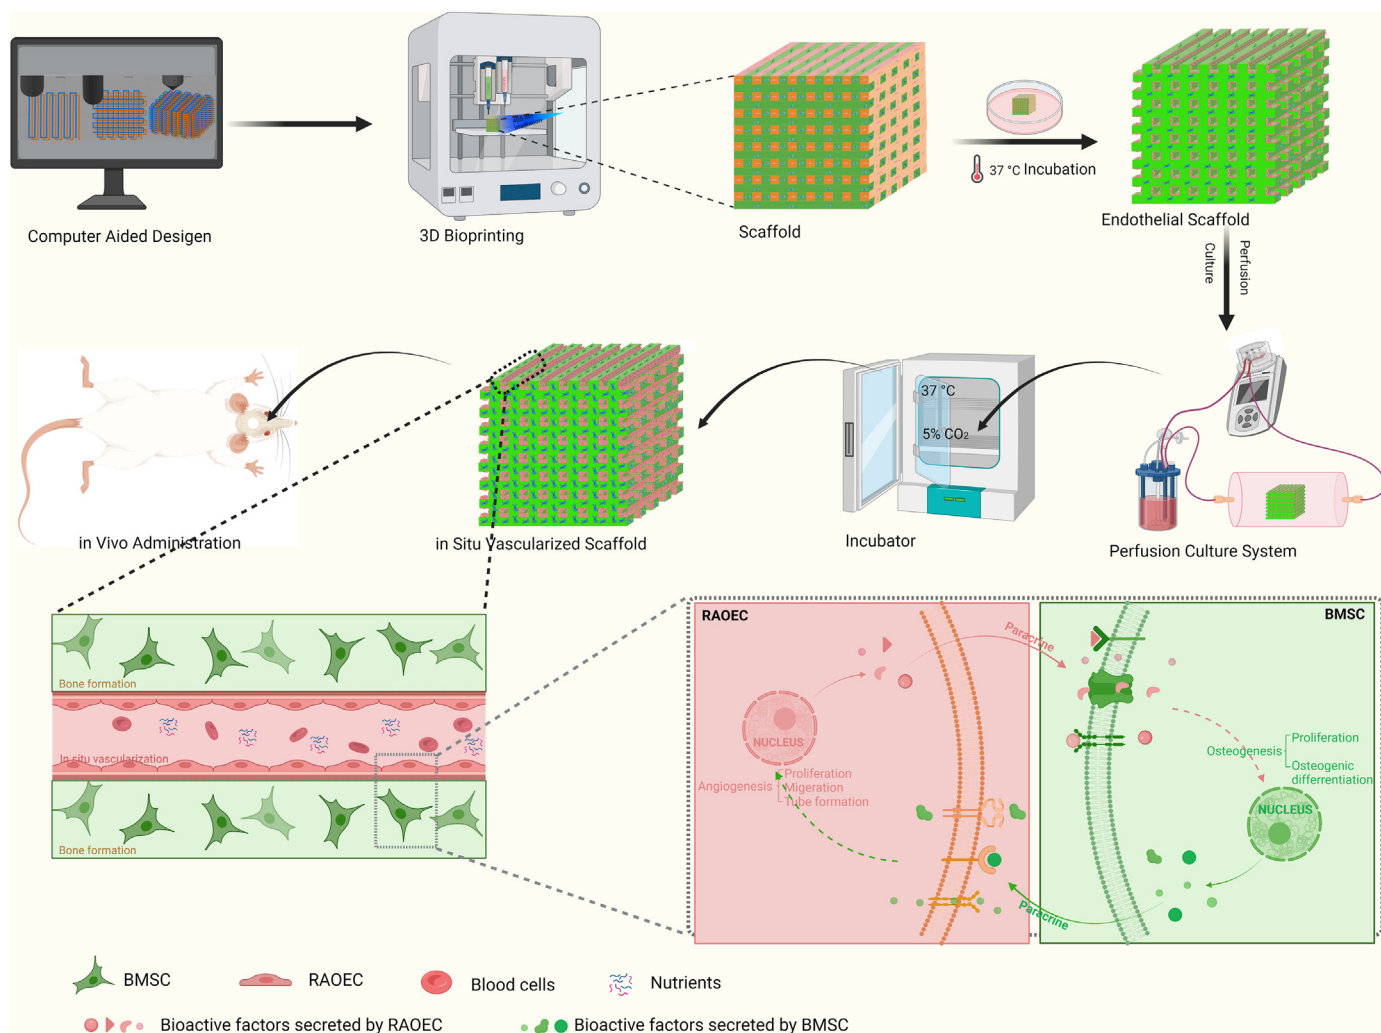 Computer Aided Desigen
3D Bioprinting
Scaffold
37 °C Incubation
Endothelial Scaffold
Perfusion
Culture
in Vivo Administration
in Situ Vascularized Scaffold
37 °C
5% CO₂
Incubator
Perfusion Culture System
Bone formation
In situ vascularization
Bone formation
RAOEC
Paracrine
NUCLEUS
Angiogenesis
Proliferation
Migeration
Tube formation
BMSC
Osteogenesis
Proliferation
Osteogenic
differrentiation
NUCLEUS
Paracrine
BMSC
RAOEC
Blood cells
Nutrients
Bioactive factors secreted by RAOEC
Bioactive factors secreted by BMSC